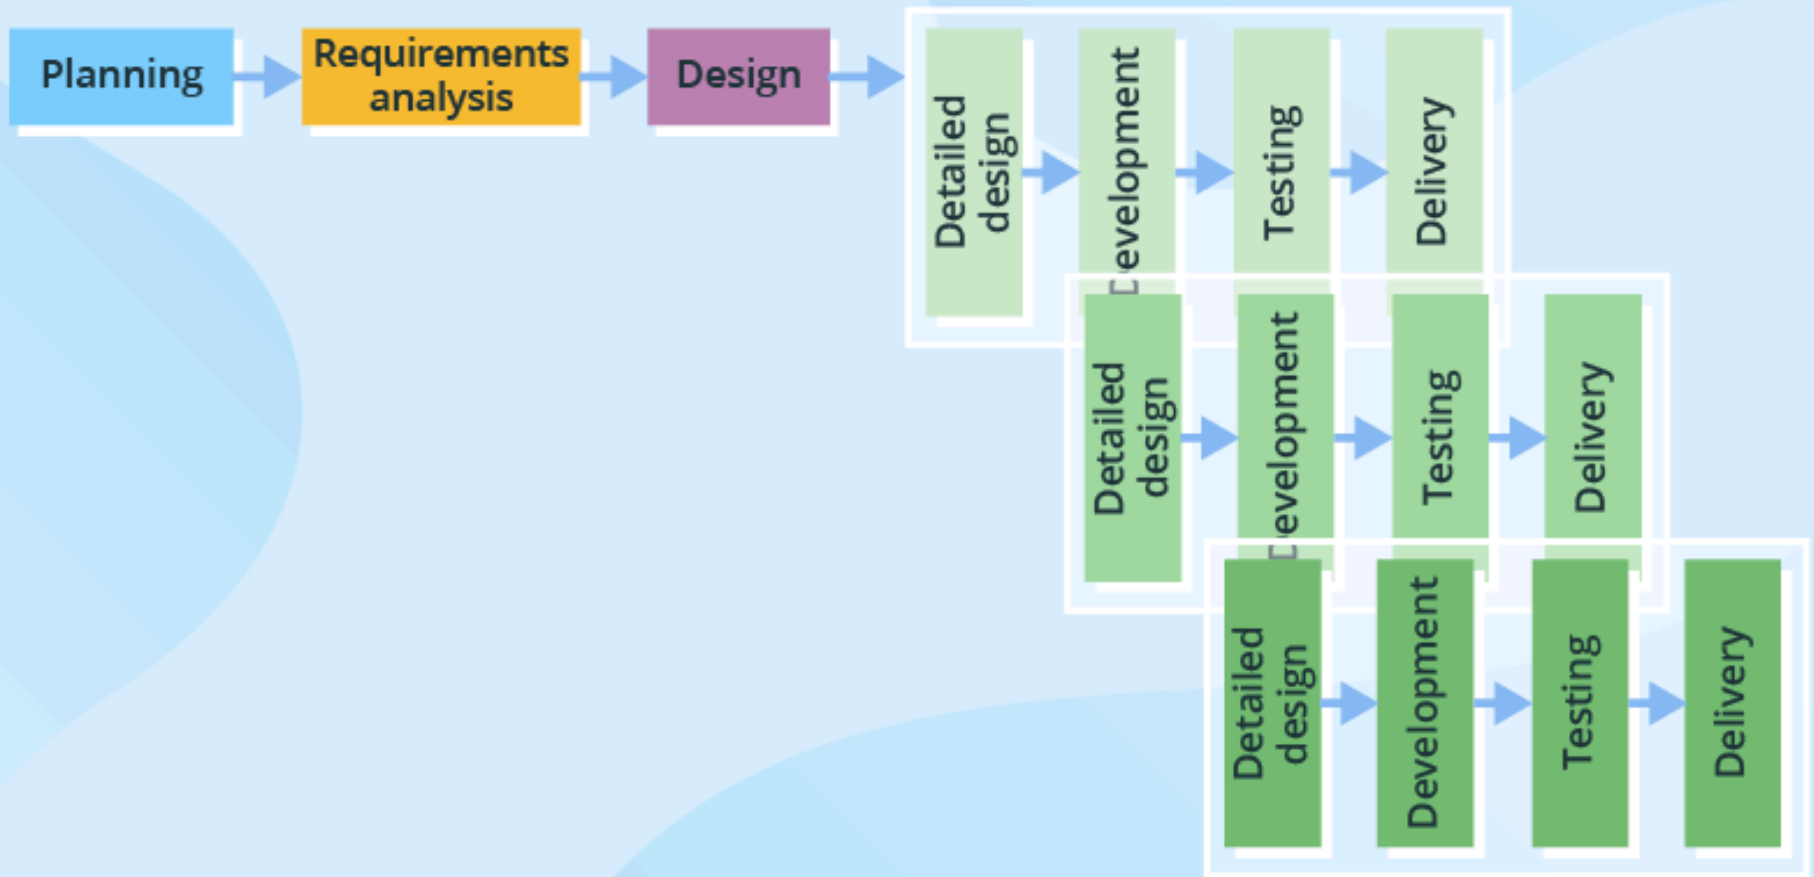 Planning
Requirements
analysis
Design
Detailed
design
Development
Testing
Delivery
Detailed
design
Development
Testing
Delivery
Detailed
design
Development
Testing
Delivery